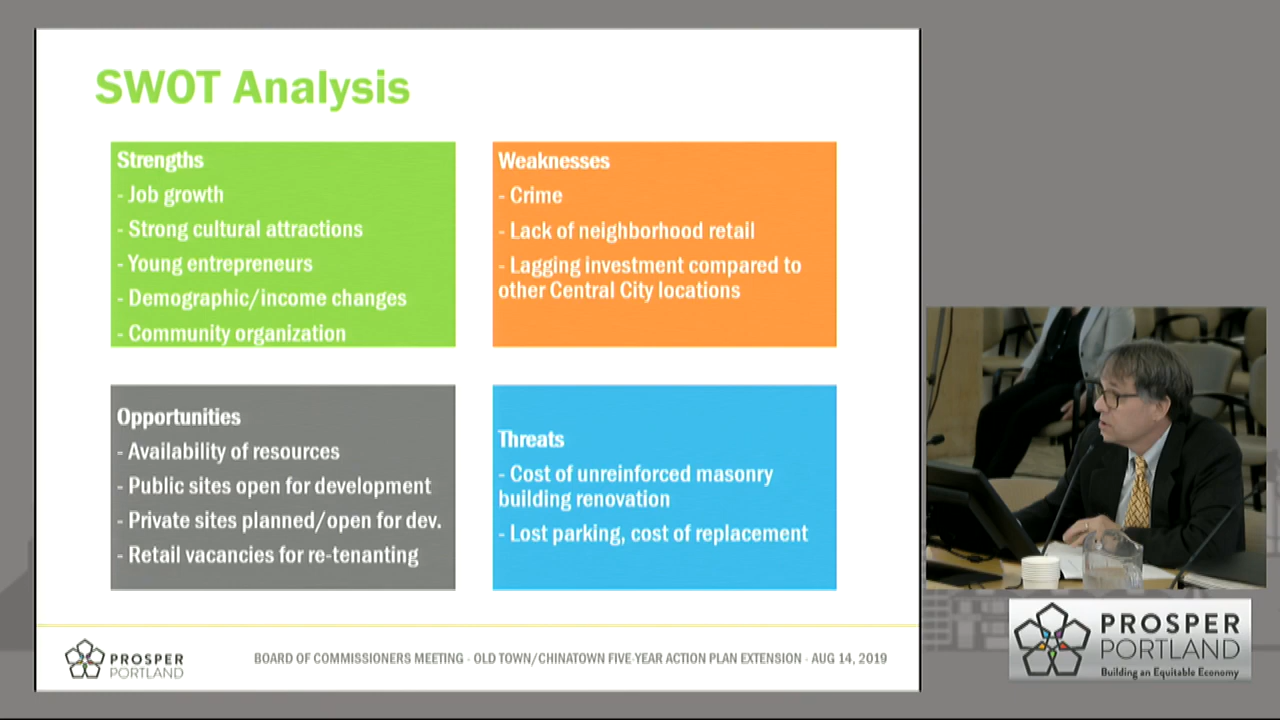 SWOT Analysis
Strengths
- Job growth
- Strong cultural attractions
- Young entrepreneurs
- Demographic/income changes
- Community organization
Weaknesses
- Crime
- Lack of neighborhood retail
- Lagging investment compared to
other Central City locations
Opportunities
- Availability of resources
- Public sites open for development
- Private sites planned/open for dev.
- Retail vacancies for re-tenanting
Threats
- Cost of unreinforced masonry
building renovation
- Lost parking, cost of replacement
PROSPER
PORTLAND
BOARD OF COMMISSIONERS MEETING - OLD TOWN/CHINATOWN FIVE-YEAR ACTION PLAN EXTENSION - AUG 14, 2019
PROSPER
PORTLAND
Building an Equitable Economy